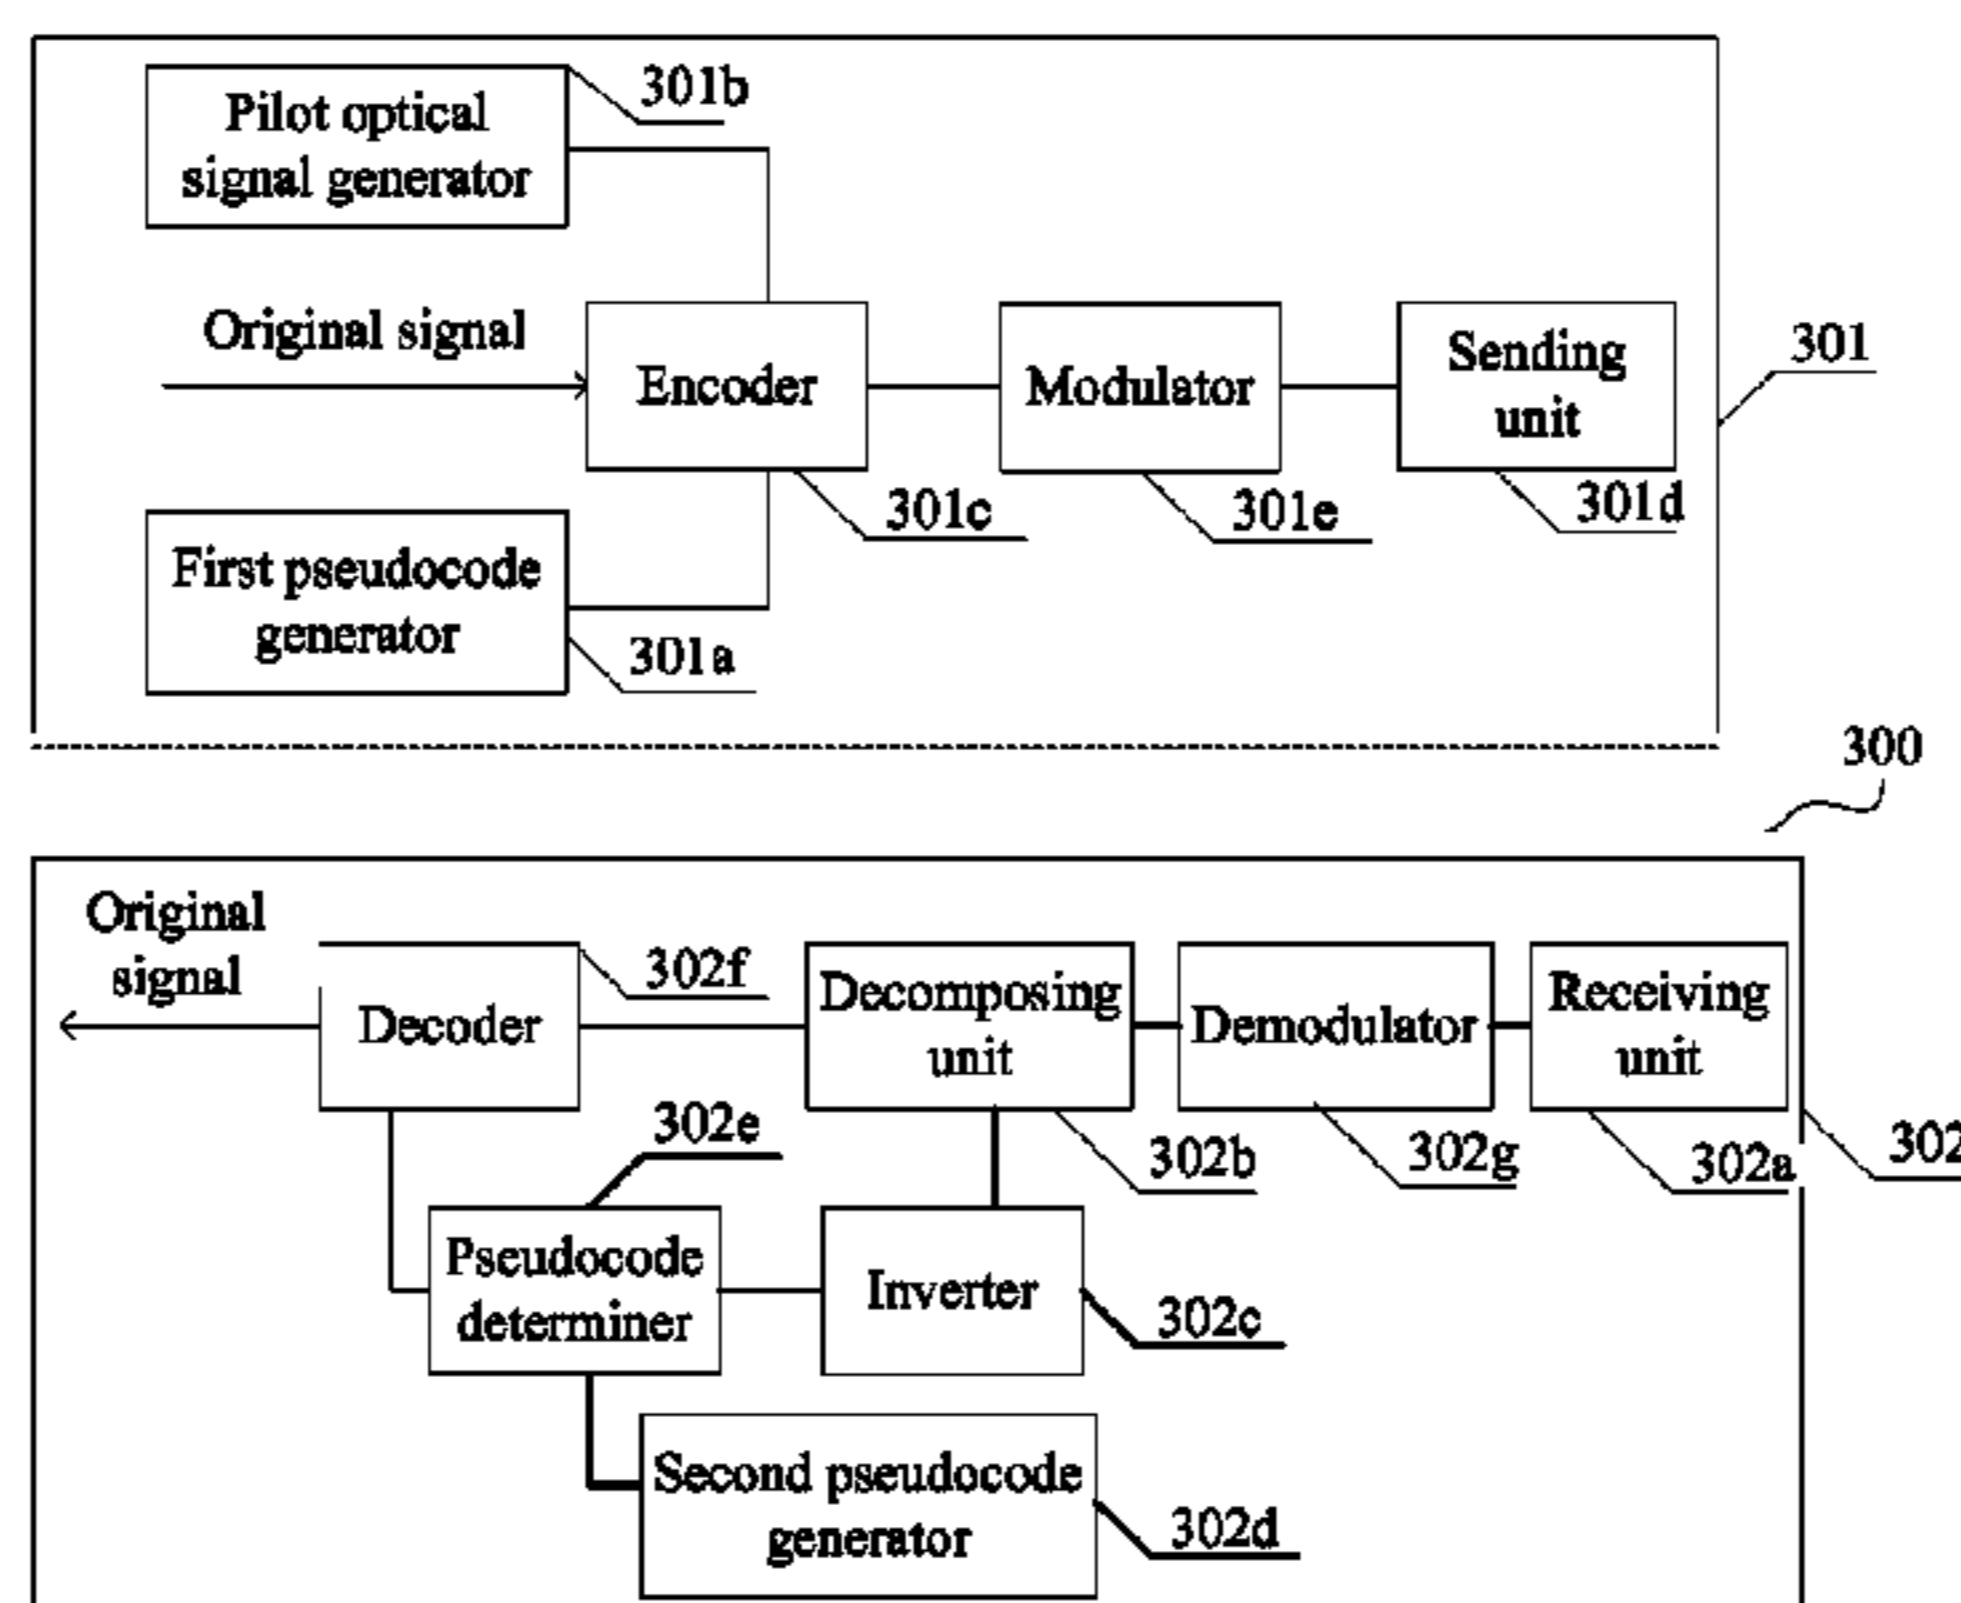 301b
Pilot optical
signal generator
Original signal
Encoder
Modulator
Sending
unit
301
301c
301e
301d
First pseudocode
generator
301a
300
Original
signal
302f
Decoder
Decomposing
unit
Demodulator
Receiving
unit
302e
302b
302g
302a
302
Pseudocode
determiner
Inverter
302c
Second pseudocode
generator
302d